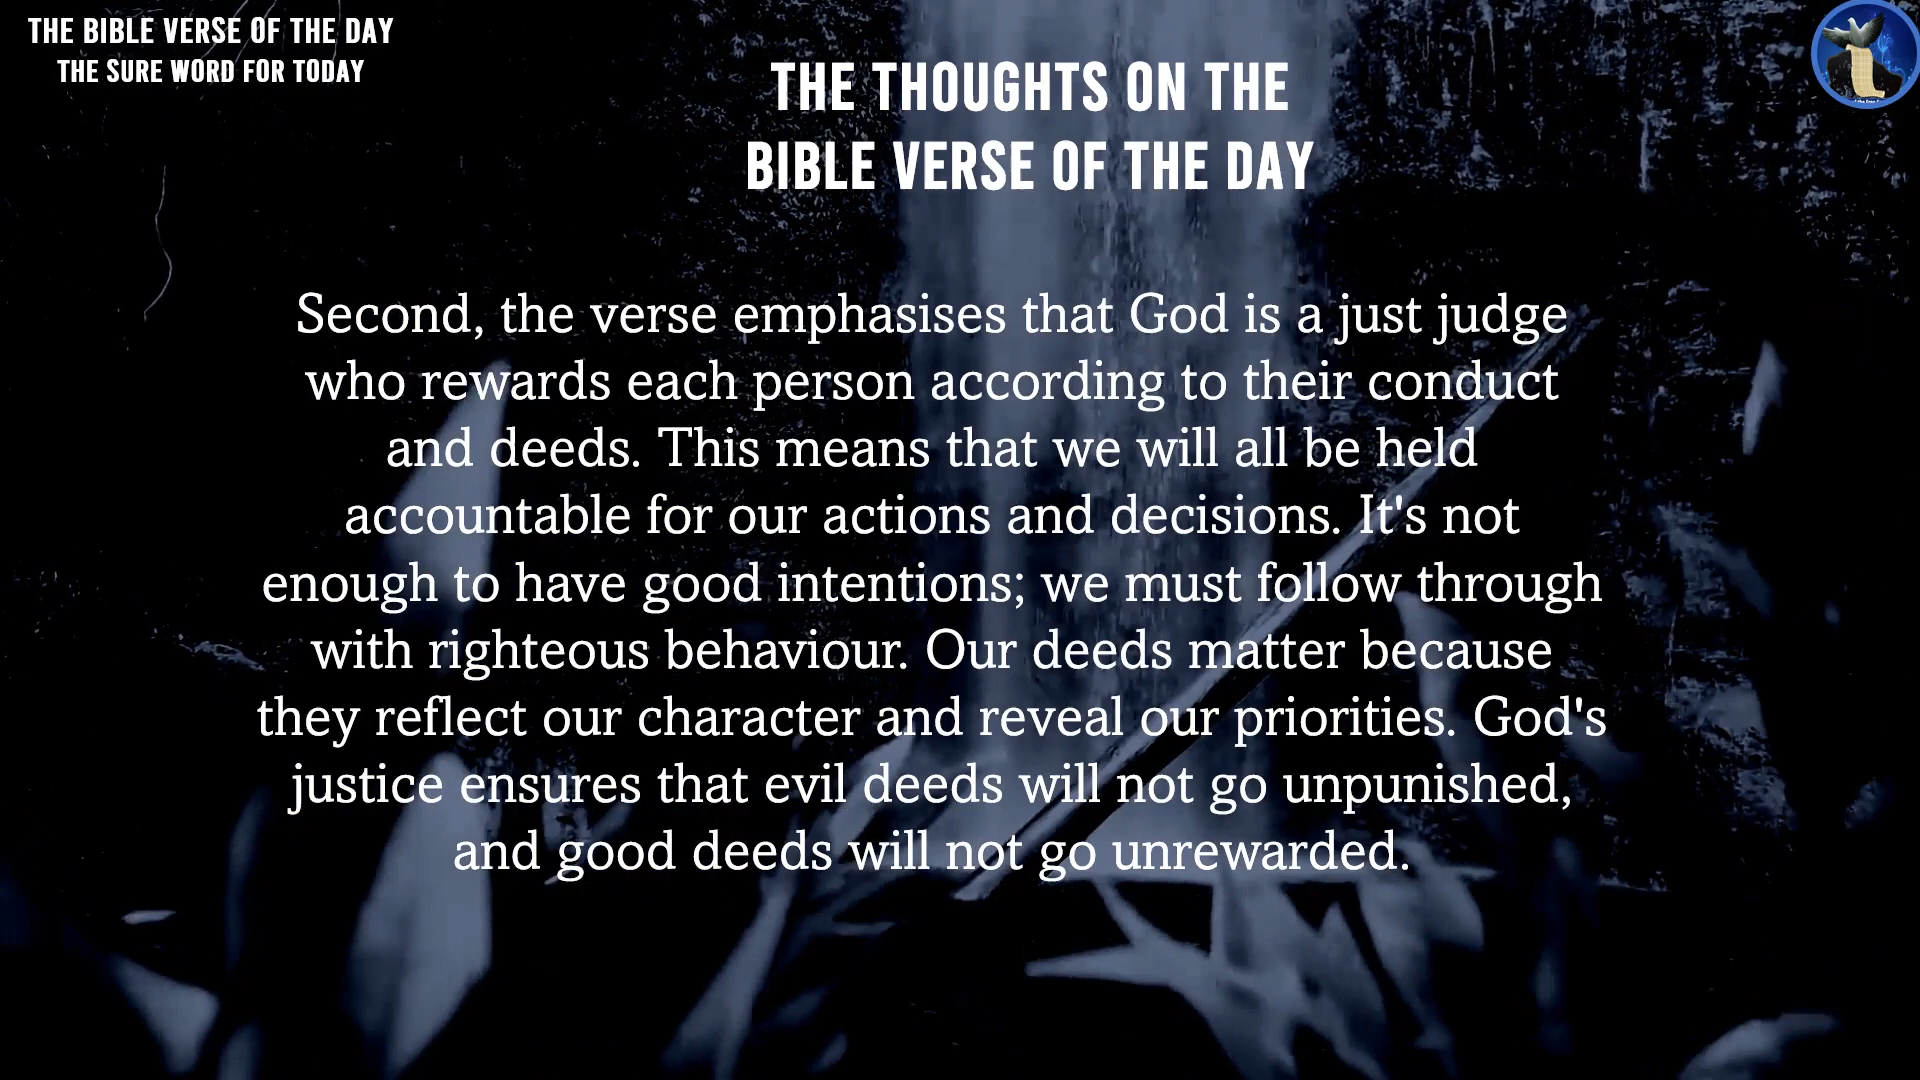 THE BIBLE VERSE OF THE DAY
THE SURE WORD FOR TODAY
THE THOUGHTS ON THE
BIBLE VERSE OF THE DAY
Second, the verse emphasises that God is a just judge
who rewards each person according to their conduct
and deeds. This means that we will all be held
accountable for our actions and decisions. It's not
enough to have good intentions; we must follow through
with righteous behaviour. Our deeds matter because
they reflect our character and reveal our priorities. God's
justice ensures that evil deeds will not go unpunished,
and good deeds will not go unrewarded.